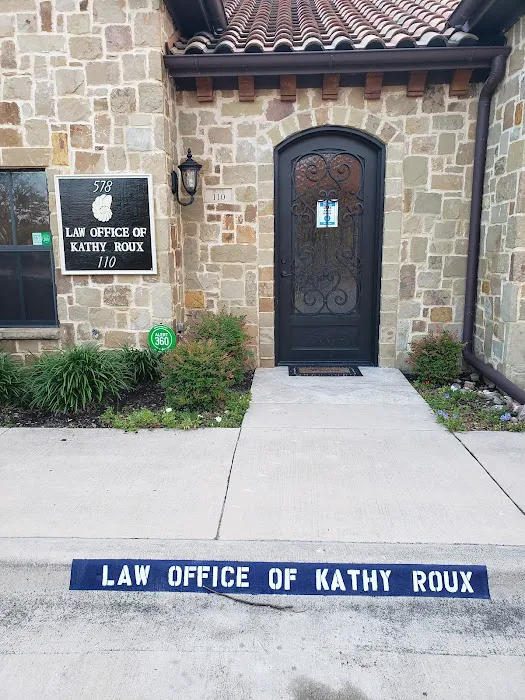 578
LAW OFFICE OF
KATHY ROUX
110
110
ALERT
360
LAW OFFICE OF KATHY ROUX